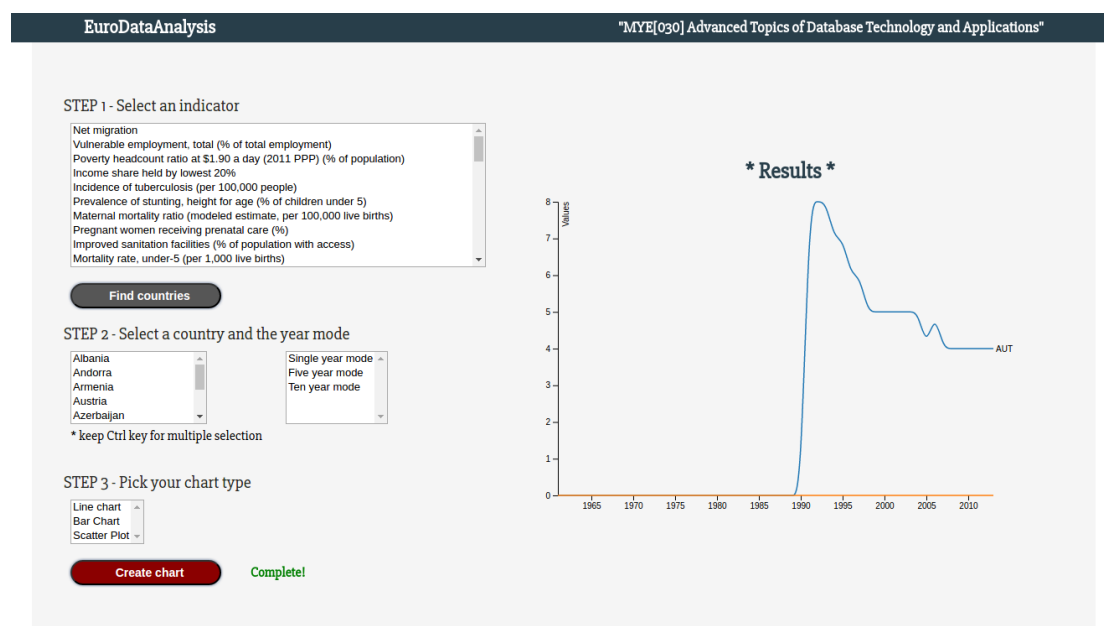 EuroDataAnalysis
"MYE[030] Advanced Topics of Database Technology and Applications"
STEP 1 - Select an indicator
Net migration
Vulnerable employment, total (% of total employment)
Poverty headcount ratio at $1.90 a day (2011 PPP) (% of population)
Income share held by lowest 20%
Incidence of tuberculosis (per 100,000 people)
Prevalence of stunting, height for age (% of children under 5)
Maternal mortality ratio (modeled estimate, per 100,000 live births)
Pregnant women receiving prenatal care (%)
Improved sanitation facilities (% of population with access)
Mortality rate, under-5 (per 1,000 live births)
Find countries
STEP 2 - Select a country and the year mode
Albania
Andorra
Armenia
Austria
Azerbaijan
Single year mode
Five year mode
Ten year mode
* keep Ctrl key for multiple selection
STEP 3 - Pick your chart type
Line chart
Bar Chart
Scatter Plot
Create chart
Complete!
* Results *
Values
8
7
6
5
4
3
2
1
0
AUT
1965 1970 1975 1980 1985 1990 1995 2000 2005 2010